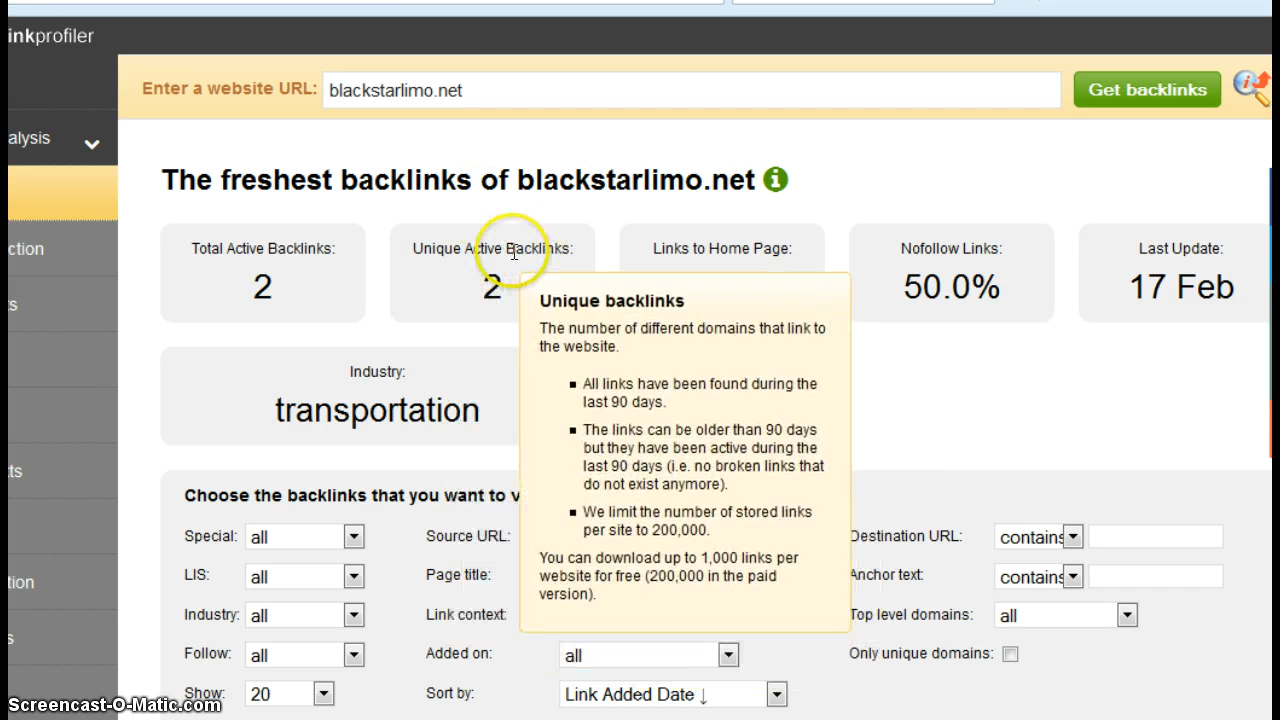 inkprofiler
Enter a website URL: blackstarlimo.net Get backlinks
alysis
The freshest backlinks of blackstarlimo.net
Total Active Backlinks: Unique Active Backlinks: Links to Home Page: Nofollow Links: Last Update:
2 2 50.0% 17 Feb
ction
Unique backlinks
The number of different domains that link to
the website.
All links have been found during the
last 90 days.
The links can be older than 90 days
but they have been active during the
last 90 days (i.e. no broken links that
do not exist anymore).
We limit the number of stored links
per site to 200,000.
You can download up to 1,000 links per
website for free (200,000 in the paid
version).
s
Industry:
transportation
ts
Choose the backlinks that you want to v
Special: all Source URL: Destination URL: contains
LIS: all Page title: Anchor text: contains
tion
Industry: all Link context: Top level domains: all
s
Follow: all Added on: all Only unique domains:
Show: 20 Sort by: Link Added Date ↓
Screencast-O-Matic.com